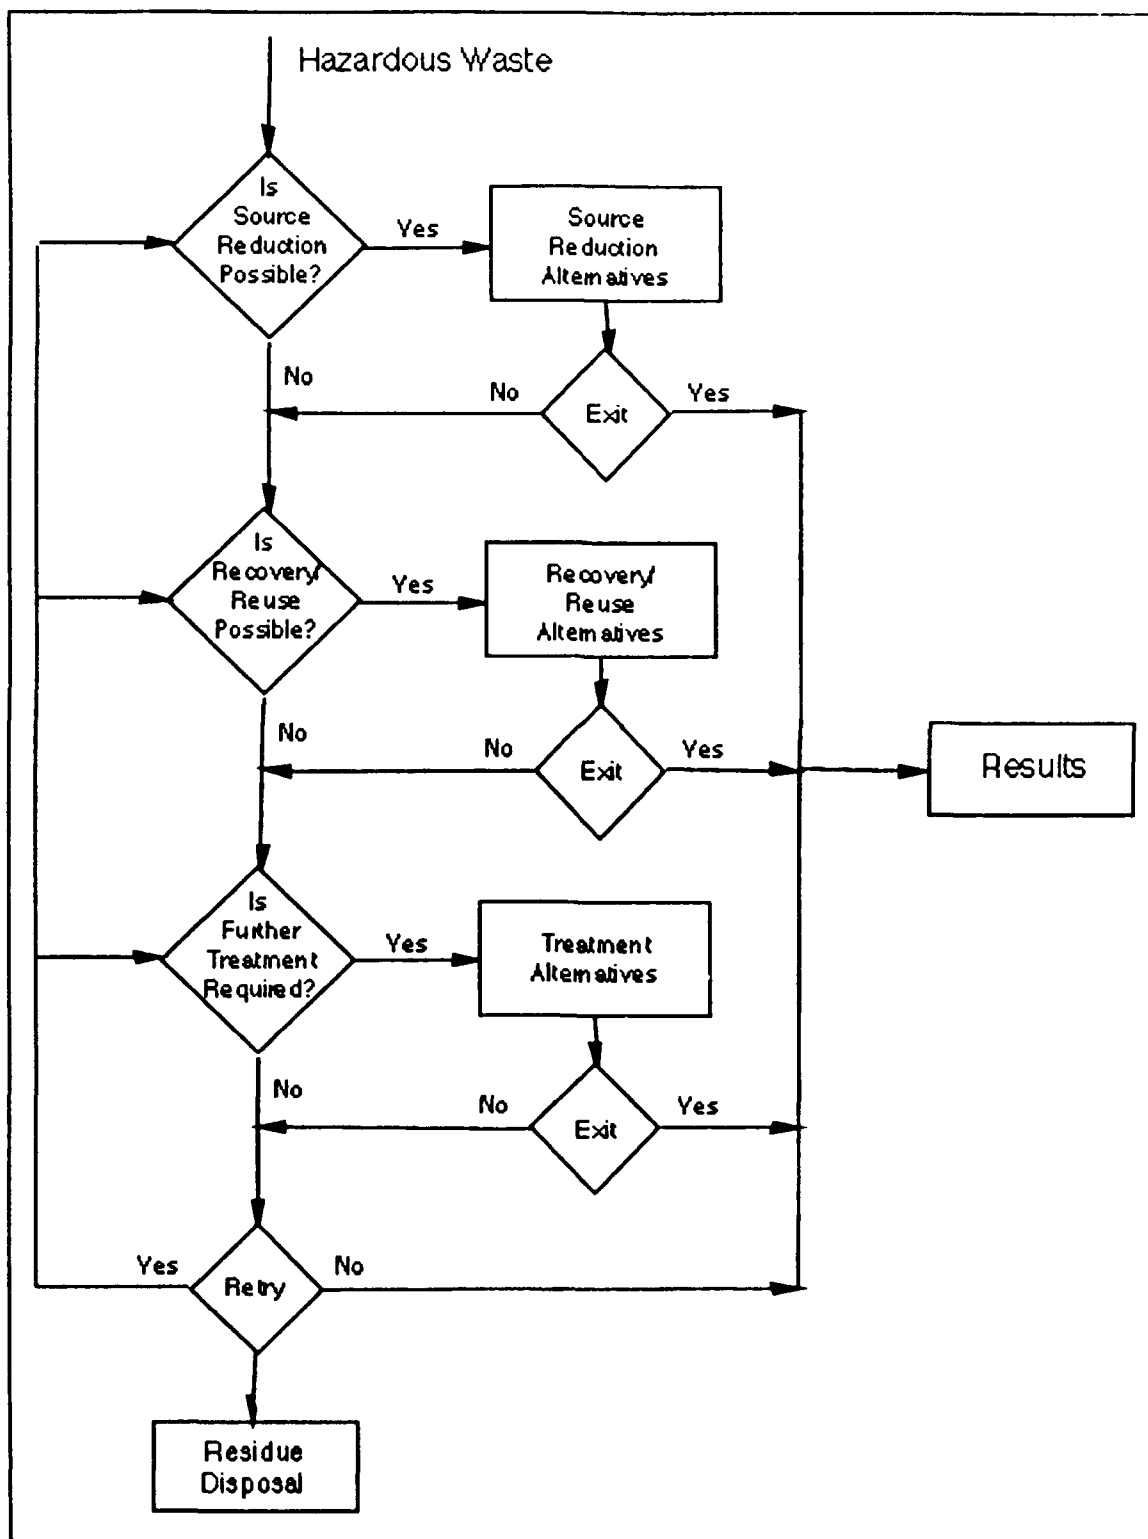 Hazardous Waste
Is
Source
Reduction
Possible?
Yes
Source
Reduction
Alternatives
No
No
Exit
Yes
Is
Recovery/
Reuse
Possible?
Yes
Recovery/
Reuse
Alternatives
No
No
Exit
Yes
Results
Is
Further
Treatment
Required?
Yes
Treatment
Alternatives
No
No
Exit
Yes
Yes
Retry
No
Residue
Disposal